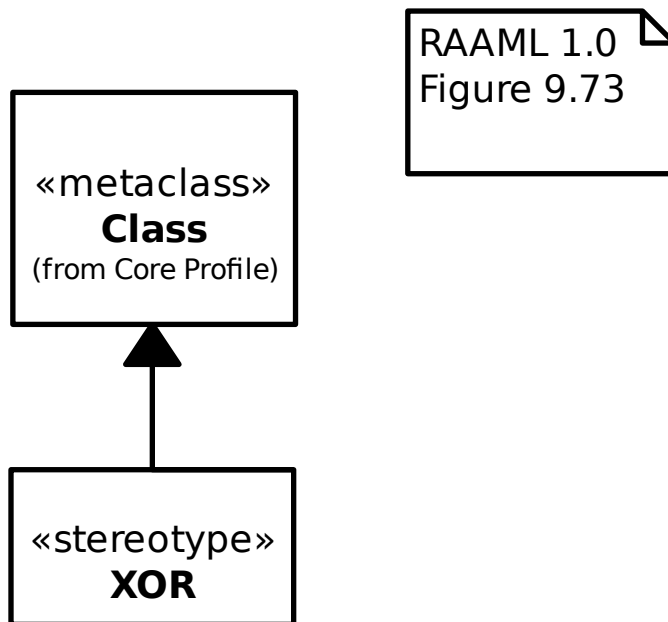 RAAML 1.0
Figure 9.73
«metaclass»
Class
(from Core Profile)
«stereotype»
XOR